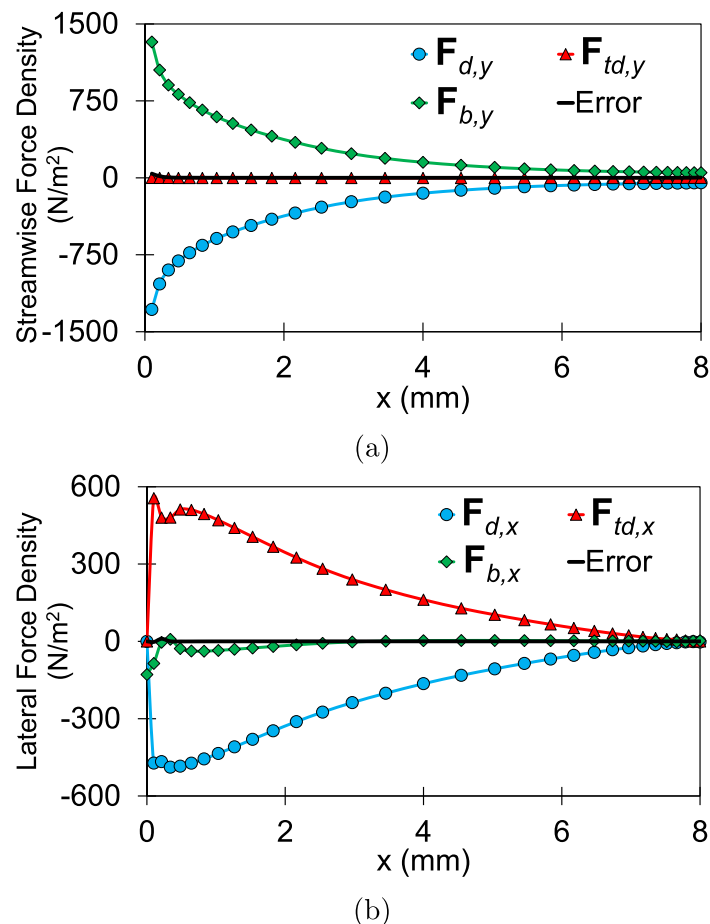 Streamwise Force Density
(N/m²)
1500
750
0
-750
-1500
F_{d,y}
F_{td,y}
F_{b,y}
Error
0 2 4 6 8
x (mm)
(a)
Lateral Force Density
(N/m²)
600
300
0
-300
-600
F_{d,x}
F_{td,x}
F_{b,x}
Error
0 2 4 6 8
x (mm)
(b)